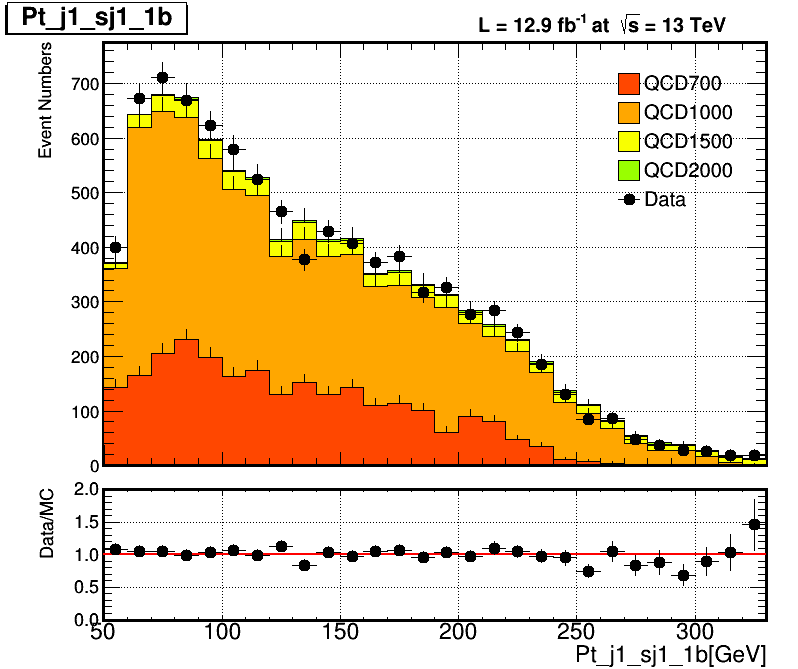 Pt_j1_sj1_1b
L = 12.9 fb-1 at √s = 13 TeV
Event Numbers
700
600
500
400
300
200
100
0
QCD700
QCD1000
QCD1500
QCD2000
Data
Data/MC
2.0
1.5
1.0
0.5
0.0
50 100 150 200 250 300
Pt_j1_sj1_1b[GeV]